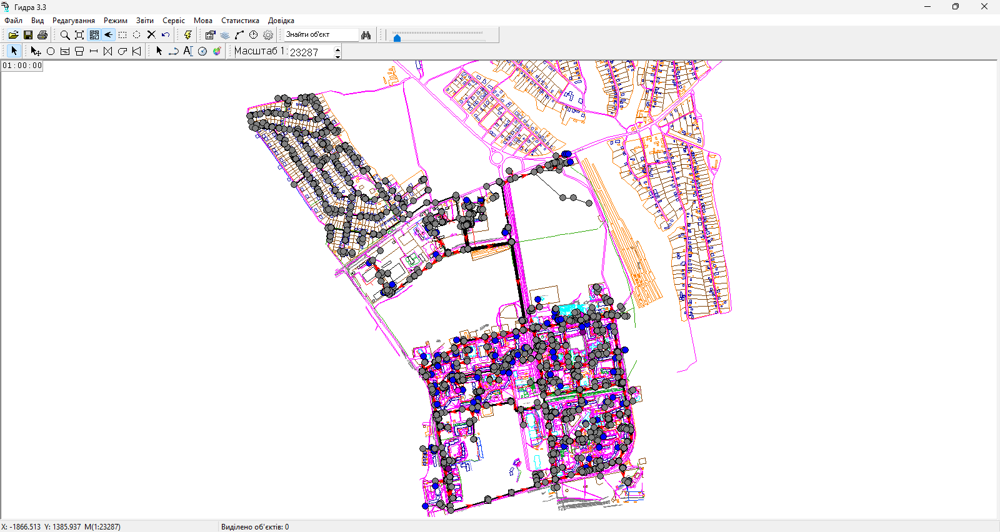 Гидра 3.3
Файл Вид Редагування Режим Звіти Сервіс Мова Статистика Довідка
Знайти об'єкт
Масштаб 1: 23287
01:00:00
X: -1866.513 Y: 1385.937 M(1:23287) Виділено об'єктів: 0